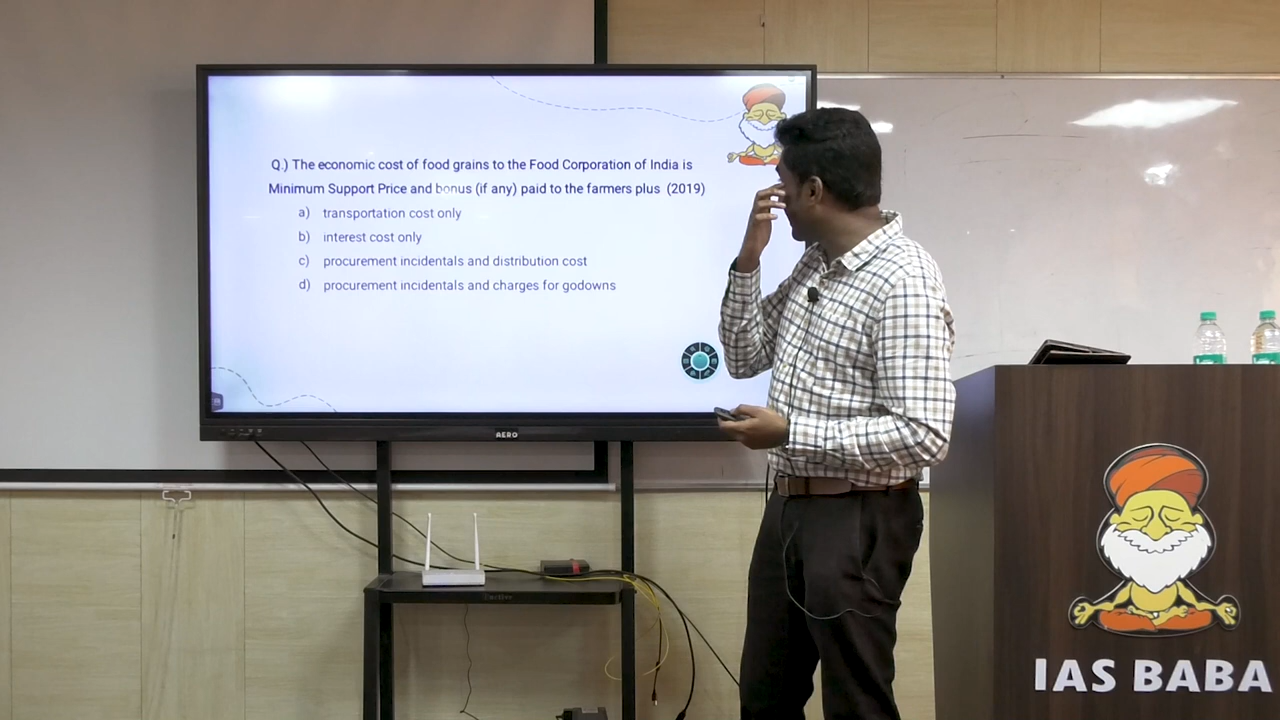 Q.) The economic cost of food grains to the Food Corporation of India is
Minimum Support Price and bonus (if any) paid to the farmers plus (2019)
a) transportation cost only
b) interest cost only
c) procurement incidentals and distribution cost
d) procurement incidentals and charges for godowns
AERO
IAS BABA